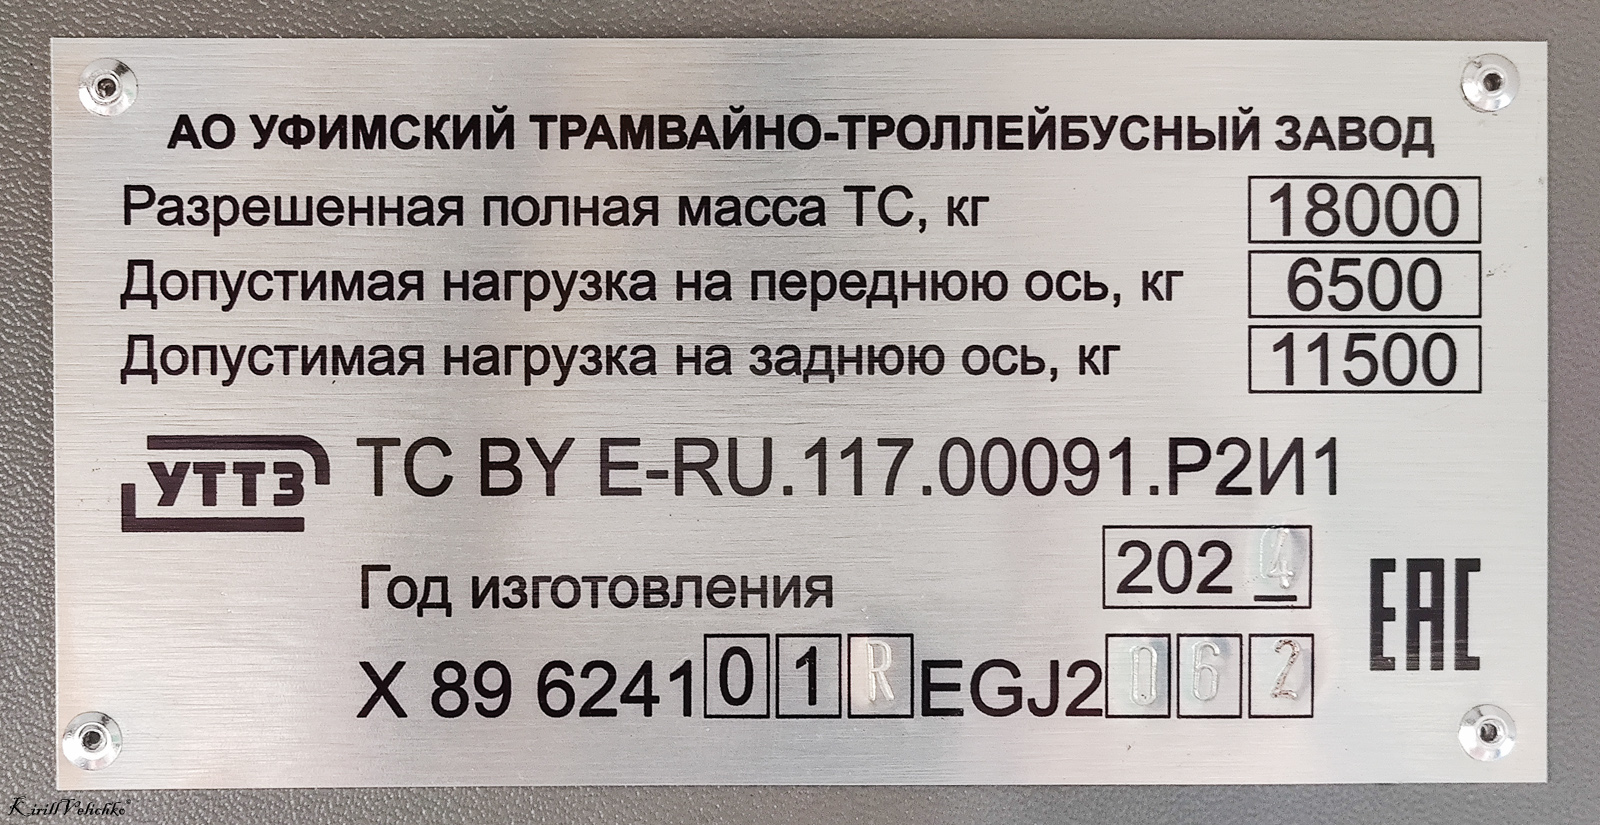 АО УФИМСКИЙ ТРАМВАЙНО-ТРОЛЛЕЙБУСНЫЙ ЗАВОД
Разрешенная полная масса ТС, кг 18000
Допустимая нагрузка на переднюю ось, кг 6500
Допустимая нагрузка на заднюю ось, кг 11500
УТТЗ ТС BY E-RU.117.00091.Р2И1
Год изготовления 2024
EAC
X 89 624101REGJ2062
KirillVelichko